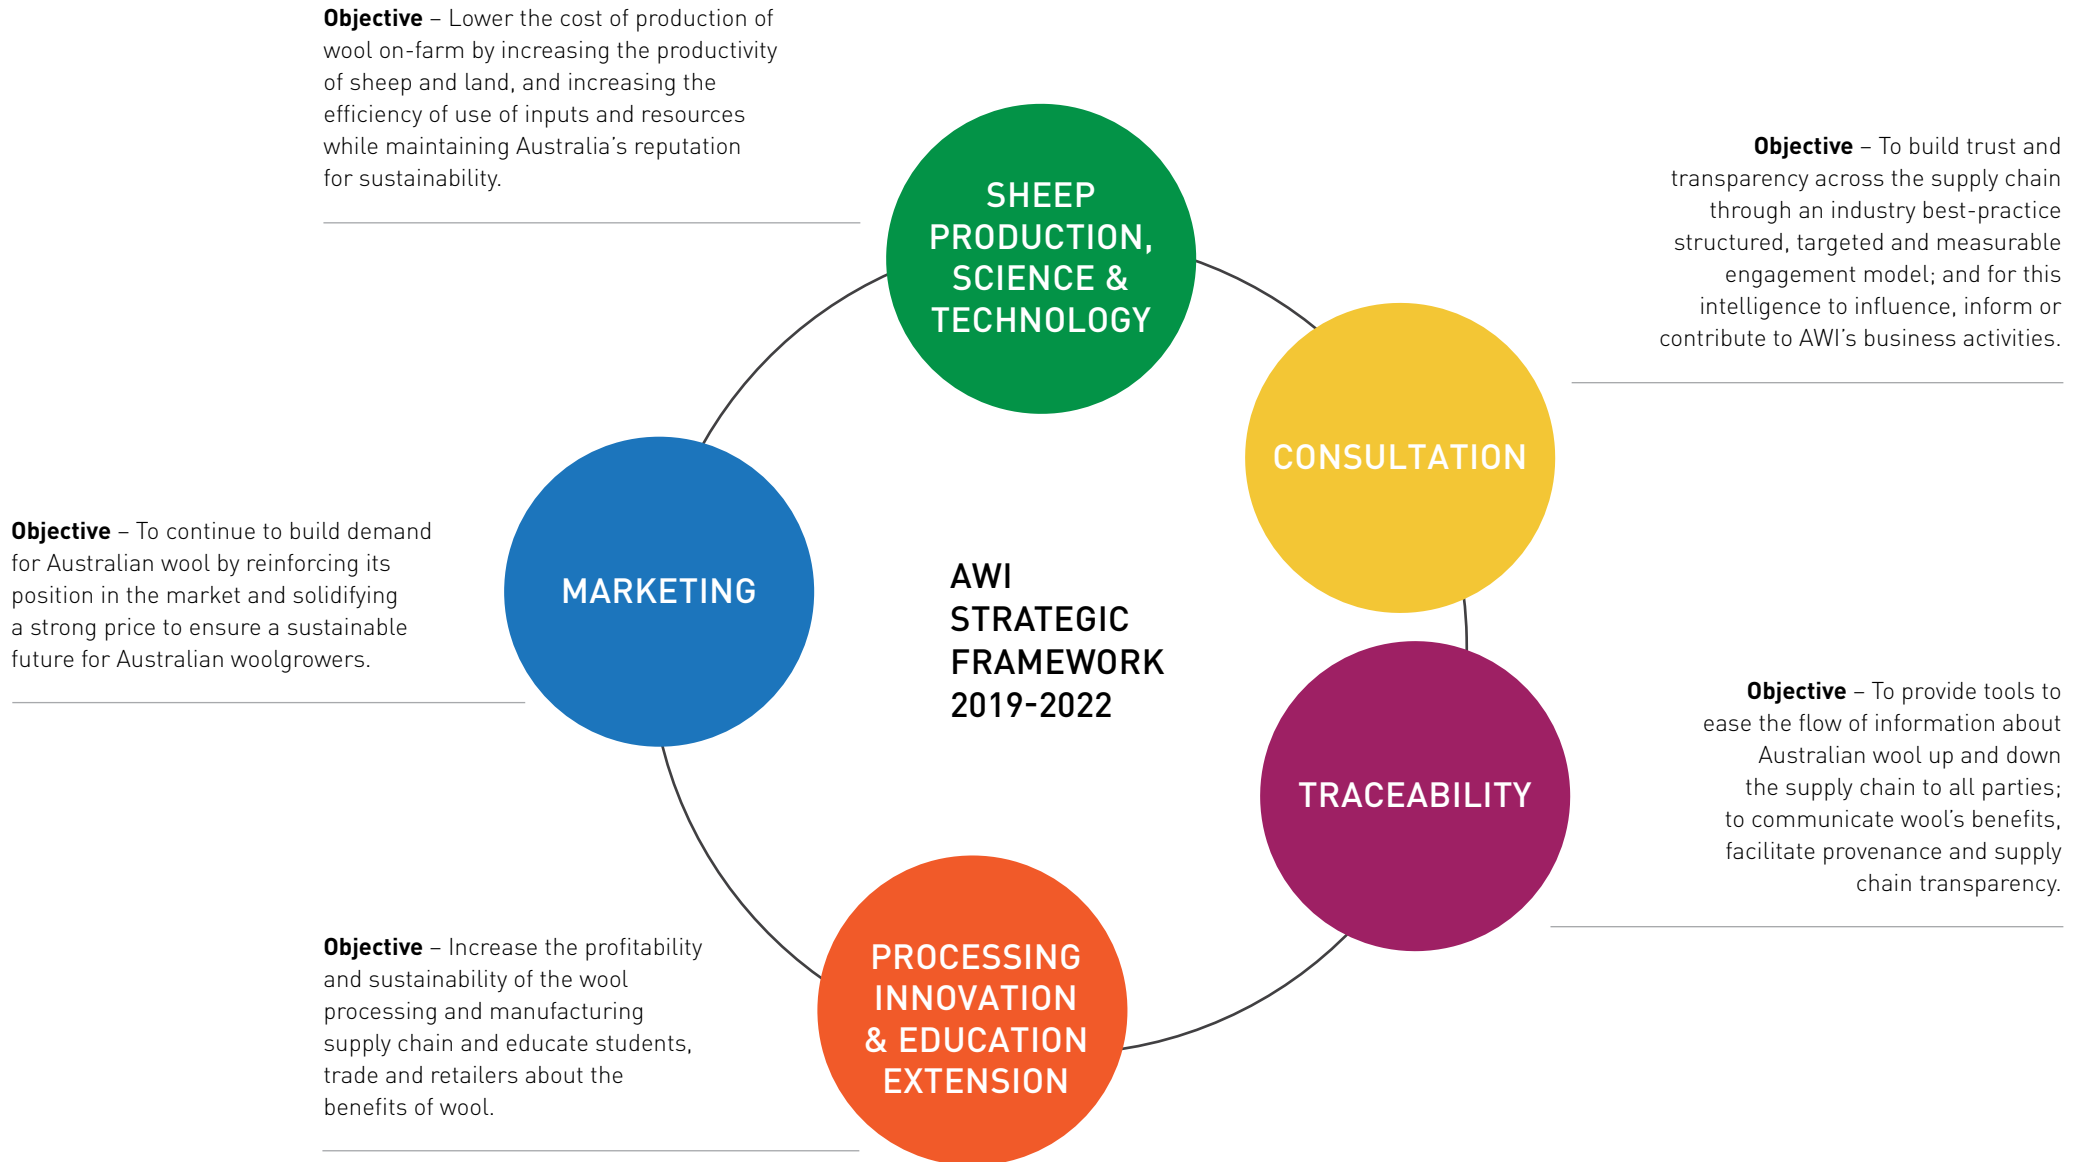 Objective – Lower the cost of production of
wool on-farm by increasing the productivity
of sheep and land, and increasing the
efficiency of use of inputs and resources
while maintaining Australia’s reputation
for sustainability.
SHEEP
PRODUCTION,
SCIENCE &
TECHNOLOGY
Objective – To build trust and
transparency across the supply chain
through an industry best-practice
structured, targeted and measurable
engagement model; and for this
intelligence to influence, inform or
contribute to AWI’s business activities.
CONSULTATION
Objective – To continue to build demand
for Australian wool by reinforcing its
position in the market and solidifying
a strong price to ensure a sustainable
future for Australian woolgrowers.
MARKETING
AWI
STRATEGIC
FRAMEWORK
2019-2022
TRACEABILITY
Objective – To provide tools to
ease the flow of information about
Australian wool up and down
the supply chain to all parties;
to communicate wool’s benefits,
facilitate provenance and supply
chain transparency.
Objective – Increase the profitability
and sustainability of the wool
processing and manufacturing
supply chain and educate students,
trade and retailers about the
benefits of wool.
PROCESSING
INNOVATION
& EDUCATION
EXTENSION